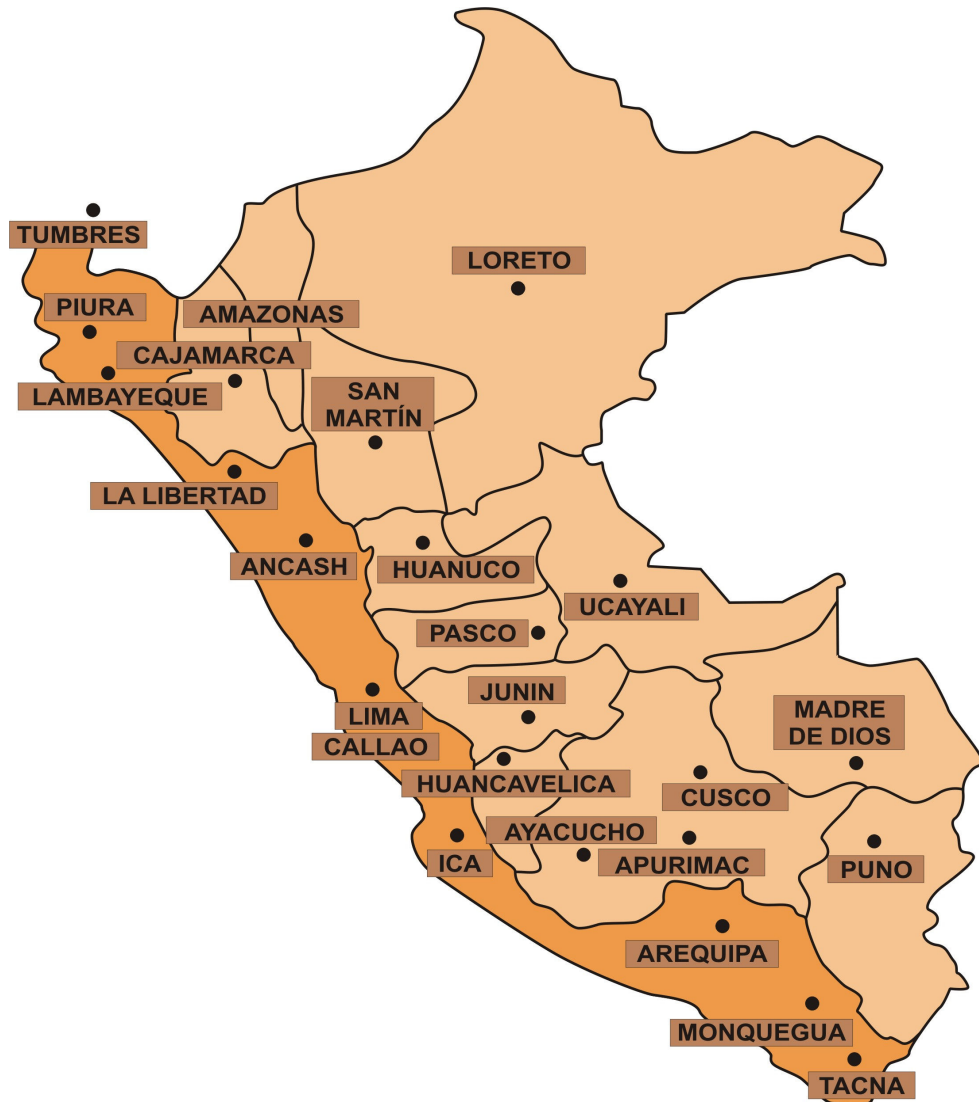 TUMBRES
LORETO
PIURA
AMAZONAS
CAJAMARCA
LAMBAYEQUE
SAN
MARTÍN
LA LIBERTAD
ANCASH
HUANUCO
UCAYALI
PASCO
JUNIN
LIMA
CALLAO
MADRE
DE DIOS
HUANCAVELICA
CUSCO
AYACUCHO
ICA
APURIMAC
PUNO
AREQUIPA
MONQUEGUA
TACNA